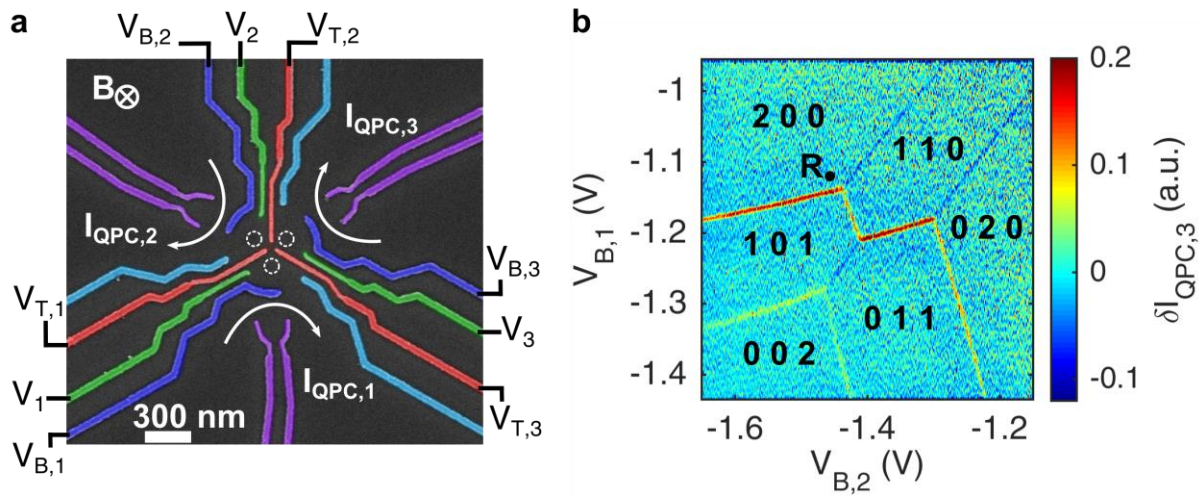 a
V_B,2
V_2
V_T,2
B⊗
I_QPC,3
I_QPC,2
V_T,1
V_B,3
V_3
V_1
I_QPC,1
V_T,3
300 nm
V_B,1
b
V_B,1 (V)
-1
-1.1
-1.2
-1.3
-1.4
2 0 0
1 1 0
R
1 0 1
0 2 0
0 1 1
0 0 2
-1.6
-1.4
-1.2
V_B,2 (V)
0.2
0.1
0
-0.1
δI_QPC,3 (a.u.)